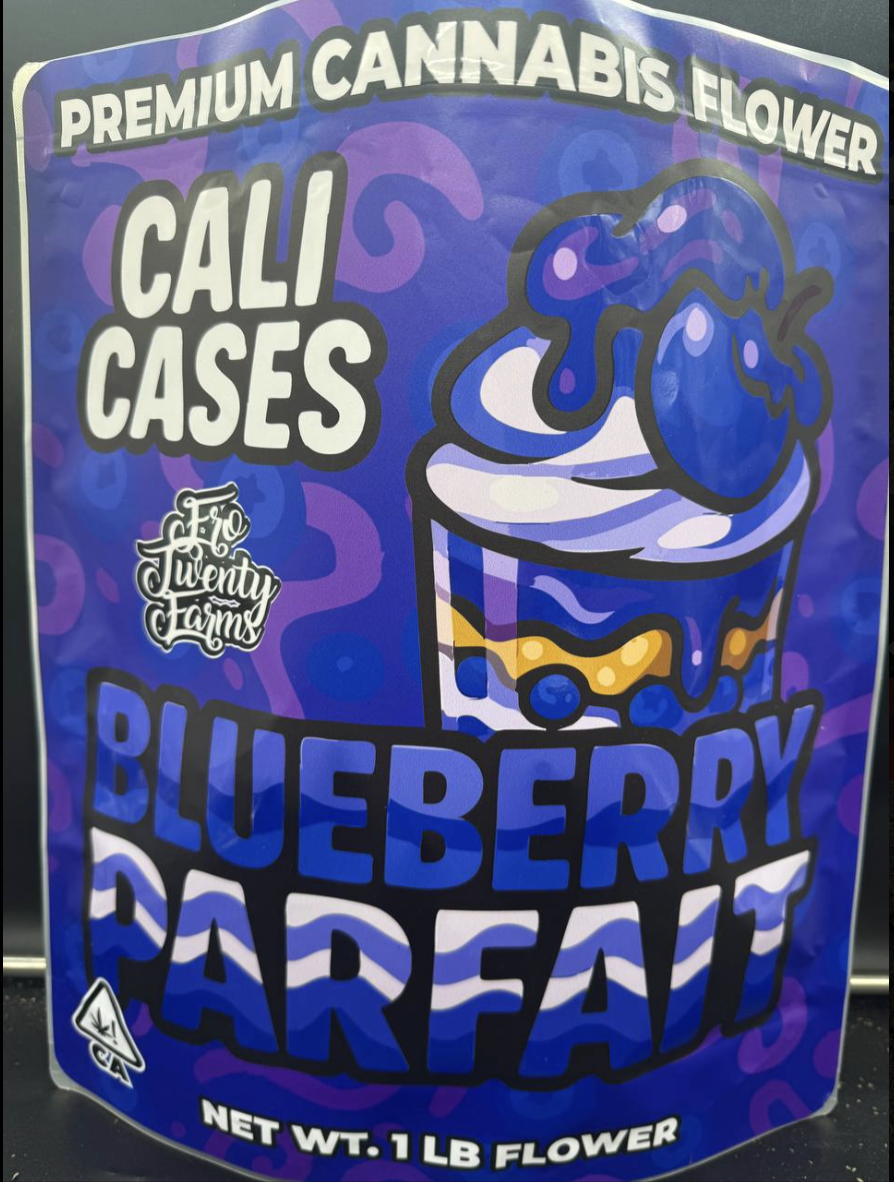 PREMIUM CANNABIS FLOWER
CALI
CASES
Fro
Twenty
Farms
BLUEBERRY
PARFAIT
!
CA
NET WT. 1 LB FLOWER